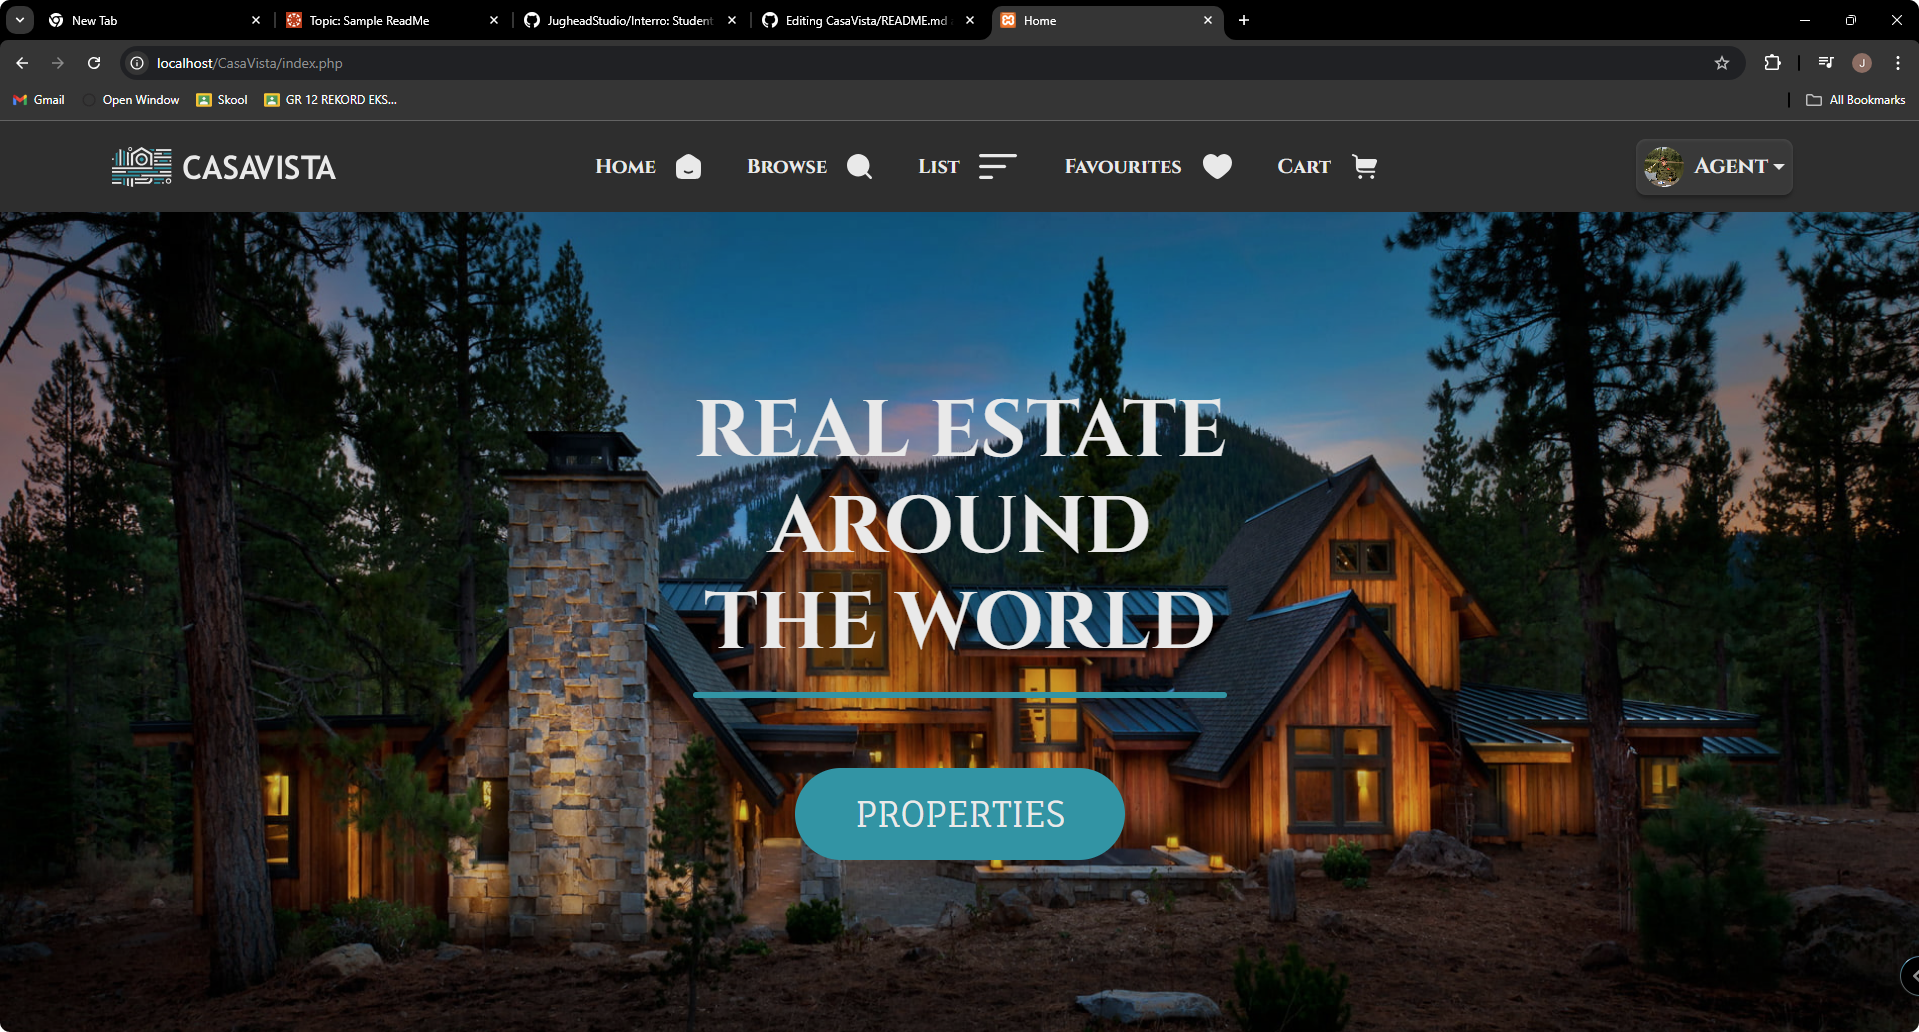 New Tab
Topic: Sample ReadMe
JugheadStudio/Interro: Student
Editing CasaVista/README.md
Home
localhost/CasaVista/index.php
J
Gmail
Open Window
Skool
GR 12 REKORD EKS...
All Bookmarks
CASAVISTA
Home
Browse
List
Favourites
Cart
Agent
REAL ESTATE
AROUND
THE WORLD
PROPERTIES